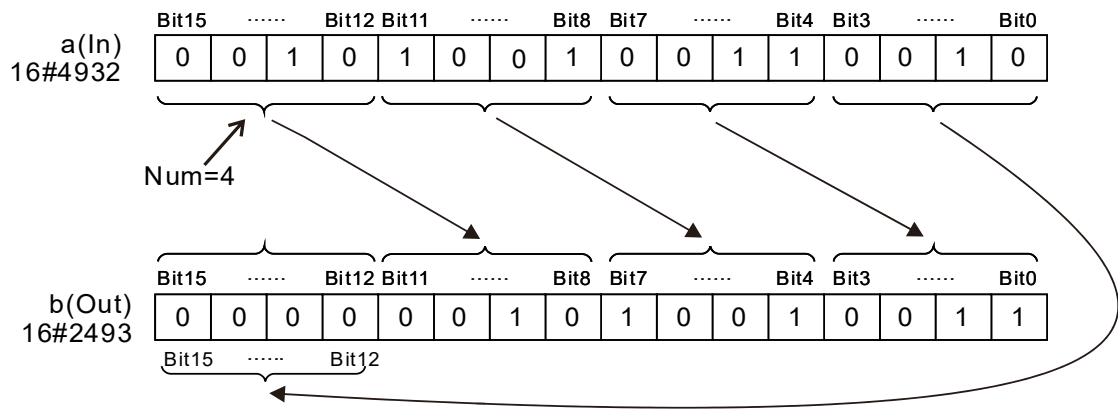 Bit15 ...... Bit12 Bit11 ...... Bit8 Bit7 ...... Bit4 Bit3 ...... Bit0
a(In)
16#4932
0 0 1 0 1 0 0 1 0 0 1 1 0 0 1 0
Num=4
Bit15 ...... Bit12 Bit11 ...... Bit8 Bit7 ...... Bit4 Bit3 ...... Bit0
b(Out)
16#2493
0 0 0 0 0 0 1 0 1 0 0 1 0 0 1 1
Bit15 ...... Bit12